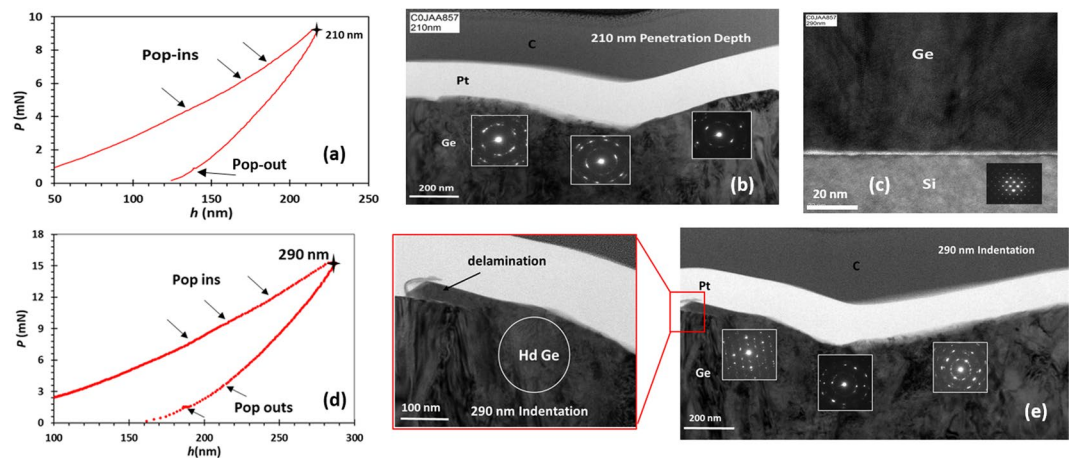 10
8
6
4
2
0
P (mN)
50
100
150
200
250
h (nm)
Pop-ins
Pop-out
210 nm
(a)
C0JAA857
210nm
C
210 nm Penetration Depth
Pt
Ge
200 nm
(b)
C0JAA857
290nm
Ge
Si
20 nm
(c)
18
15
12
9
6
3
0
P (mN)
100
150
200
250
300
h(nm)
Pop ins
Pop outs
290 nm
(d)
delamination
Hd Ge
100 nm
290 nm Indentation
290 nm Indentation
C
Pt
Ge
200 nm
(e)